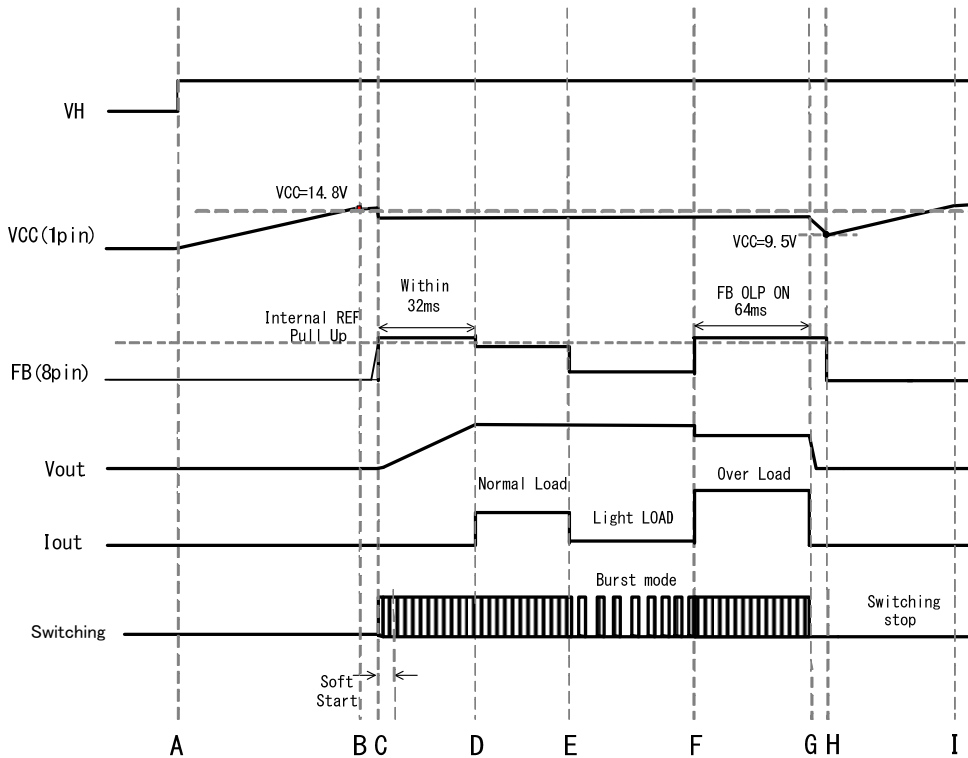 VH
VCC=14.8V
VCC(1pin)
VCC=9.5V
Within
32ms
FB OLP ON
64ms
Internal REF
Pull Up
FB(8pin)
Vout
Normal Load
Over Load
Light LOAD
Iout
Burst mode
Switching
stop
Switching
Soft
Start
A
B
C
D
E
F
G
H
I